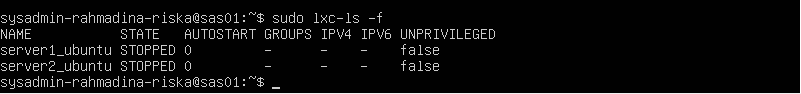 sysadmin-rahmadina-riska@sas01:~$ sudo lxc-ls -f
NAME           STATE   AUTOSTART GROUPS IPV4 IPV6 UNPRIVILEGED
server1_ubuntu STOPPED 0         -      -    -    false
server2_ubuntu STOPPED 0         -      -    -    false
sysadmin-rahmadina-riska@sas01:~$ _